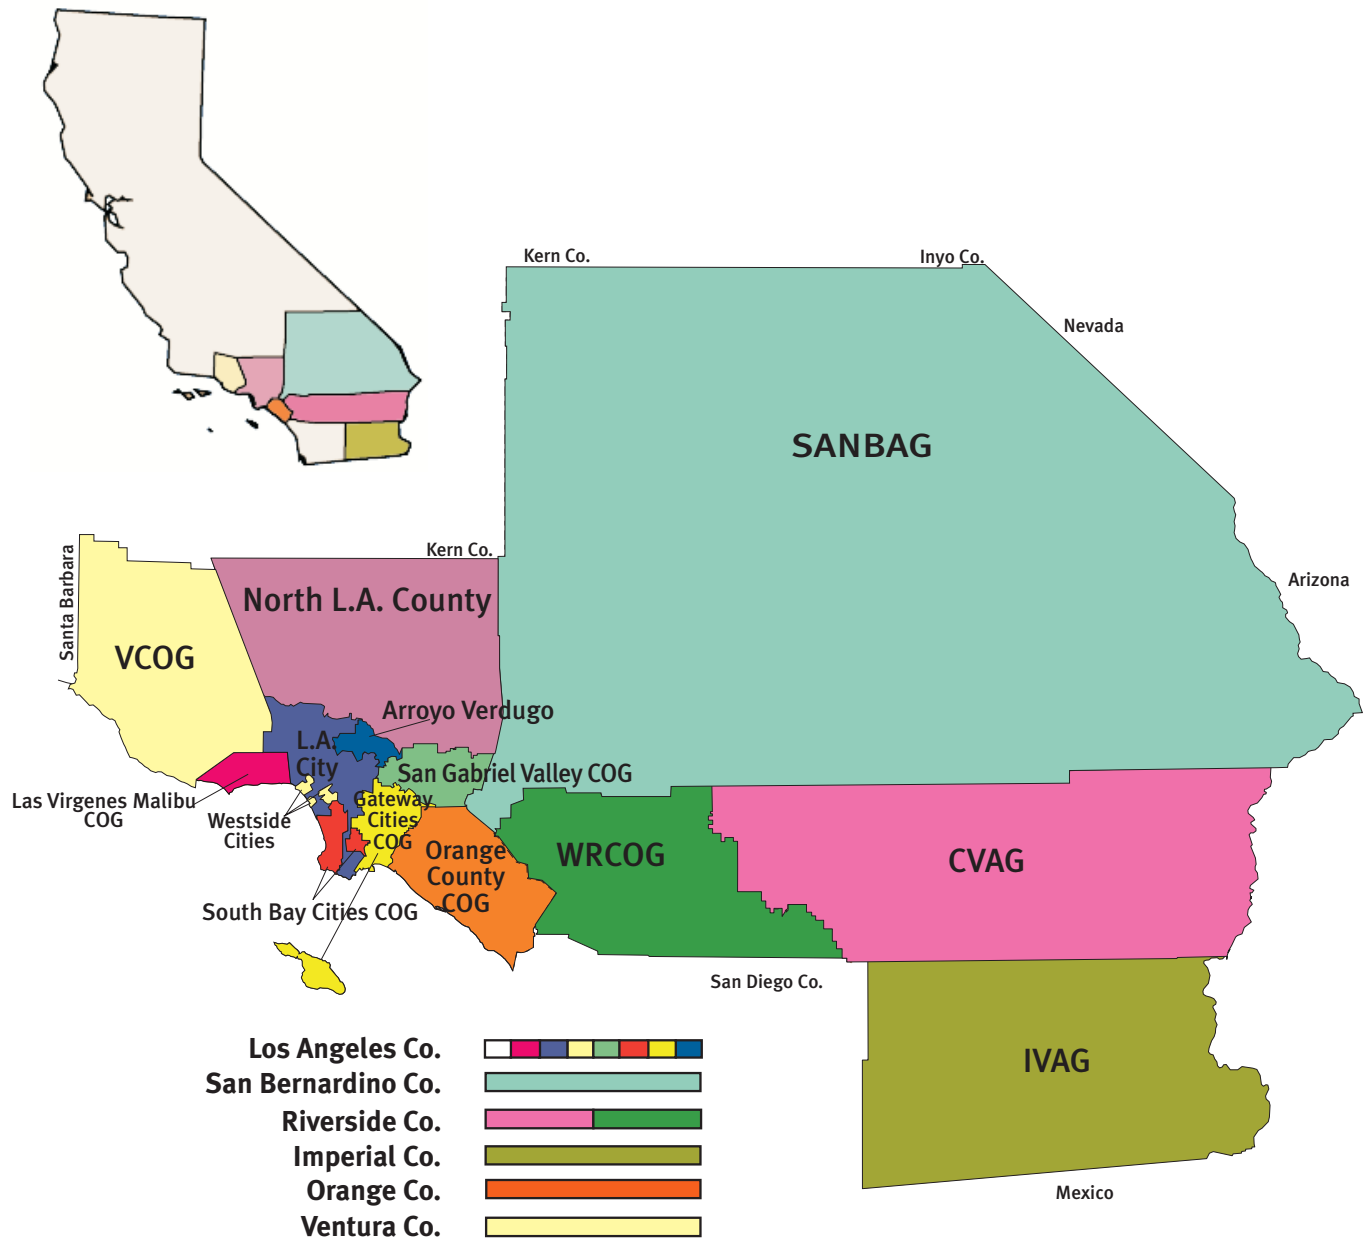 Kern Co.
Inyo Co.
Nevada
SANBAG
Santa Barbara
Kern Co.
Arizona
North L.A. County
VCOG
Arroyo Verdugo
L.A.
City
San Gabriel Valley COG
Las Virgenes Malibu
COG
Westside
Cities
Gateway
Cities
COG
Orange
County
COG
WRCOG
CVAG
South Bay Cities COG
San Diego Co.
IVAG
Mexico
Los Angeles Co.
San Bernardino Co.
Riverside Co.
Imperial Co.
Orange Co.
Ventura Co.